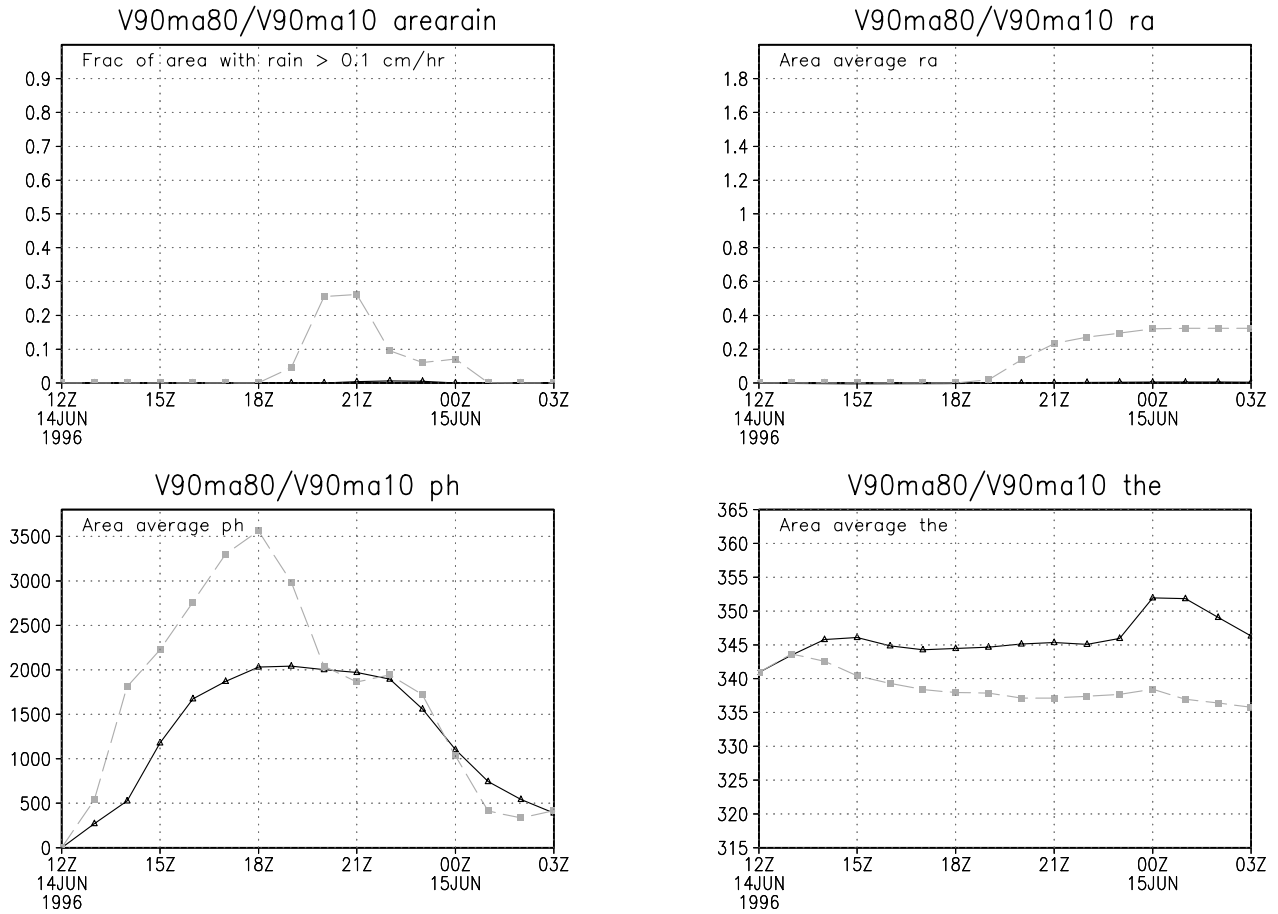 V90ma80/V90ma10 arearain
Frac of area with rain > 0.1 cm/hr
0.9
0.8
0.7
0.6
0.5
0.4
0.3
0.2
0.1
0
12Z 15Z 18Z 21Z 00Z 03Z
14JUN 15JUN
1996
V90ma80/V90ma10 ra
Area average ra
1.8
1.6
1.4
1.2
1
0.8
0.6
0.4
0.2
0
12Z 15Z 18Z 21Z 00Z 03Z
14JUN 15JUN
1996
V90ma80/V90ma10 ph
Area average ph
3500
3000
2500
2000
1500
1000
500
0
12Z 15Z 18Z 21Z 00Z 03Z
14JUN 15JUN
1996
V90ma80/V90ma10 the
Area average the
365
360
355
350
345
340
335
330
325
320
315
12Z 15Z 18Z 21Z 00Z 03Z
14JUN 15JUN
1996